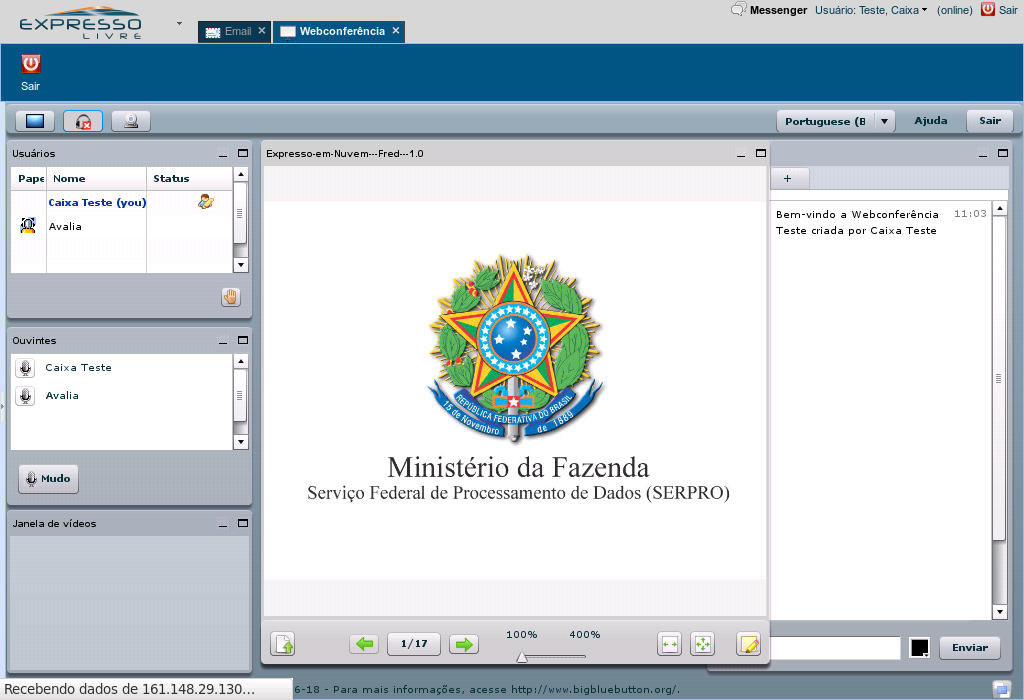 EXPRESSO
LIVRE
Email
Webconferência
Messenger
Usuário: Teste, Caixa
(online)
Sair
Sair
Portuguese (B
Ajuda
Sair
Usuários
Pape
Nome
Status
Caixa Teste (you)
Avalia
Ouvintes
Caixa Teste
Avalia
Mudo
Janela de vídeos
Expresso-em-Nuvem---Fred---1.0
REPÚBLICA FEDERATIVA DO BRASIL
15 de Novembro
de 1889
Ministério da Fazenda
Serviço Federal de Processamento de Dados (SERPRO)
1/17
100%
400%
+
Bem-vindo a Webconferência
Teste criada por Caixa Teste
11:03
Enviar
Recebendo dados de 161.148.29.130...
6-18 - Para mais informações, acesse http://www.bigbluebutton.org/.